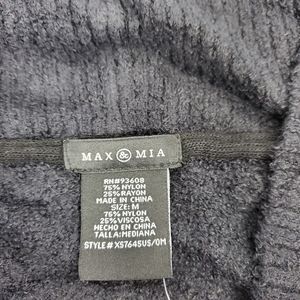 MAX & MIA
RN#93608
75% NYLON
25% RAYON
MADE IN CHINA
SIZE: M
75% NYLON
25% VISCOSA
HECHO EN CHINA
TALLA:MEDIANA
STYLE# X57645US/0M